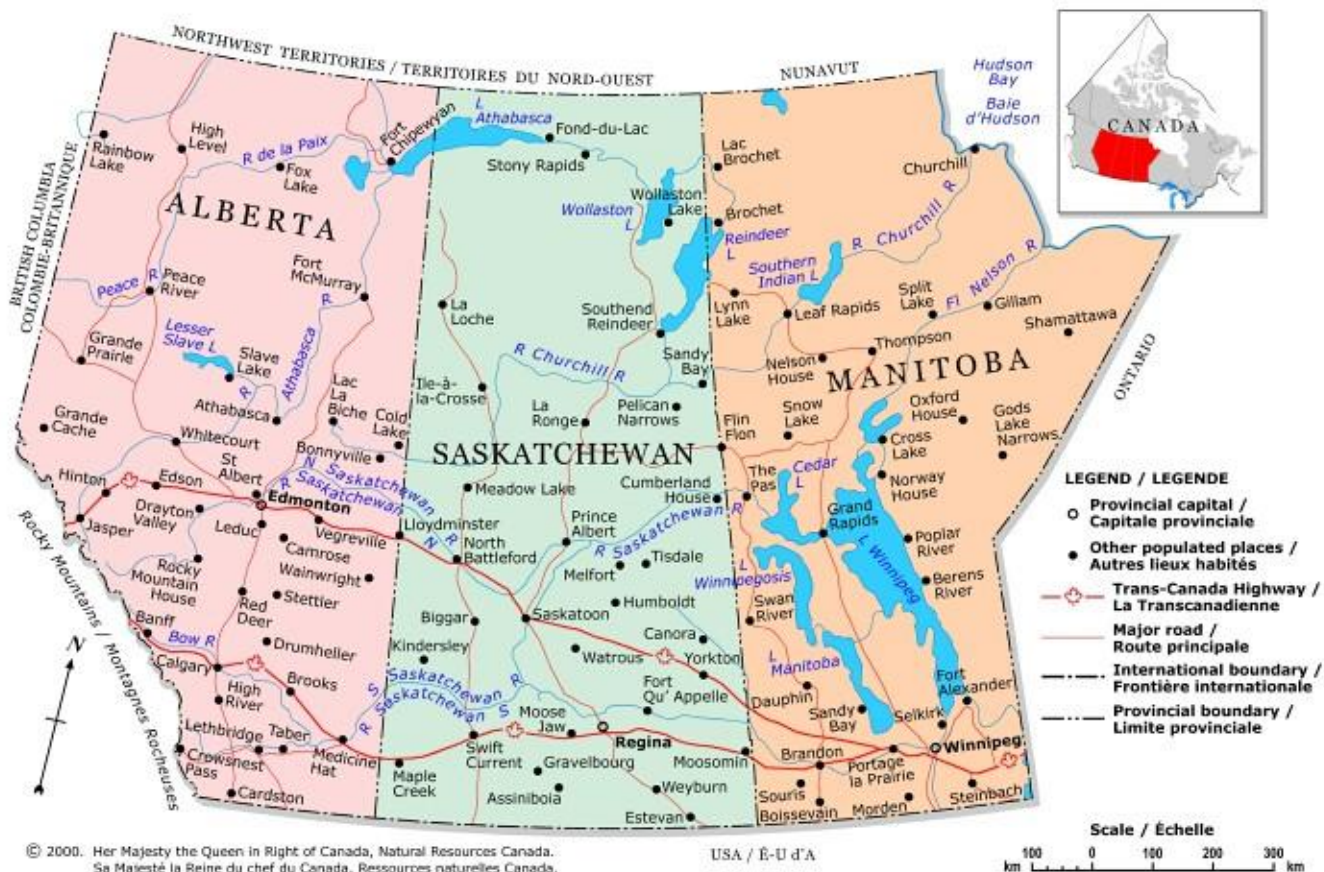 NORTHWEST TERRITORIES / TERRITOIRES DU NORD-OUEST
NUNAVUT
Hudson
Bay
Baie
d'Hudson
CANADA
BRITISH COLUMBIA
COLOMBIE-BRITANNIQUE
ALBERTA
Rainbow
Lake
High
Level
R de la Paix
Fox
Lake
Fort
Chipewyan
Peace R
Peace
River
Fort
McMurray
Grande
Prairie
Lesser
Slave L
Slave
Lake
Athabasca
R Athabasca R
Lac
La
Biche
Cold
Lake
Bonnyville
Grande
Cache
Whitecourt
St
Albert
Edmonton
N Saskatchewan R
R Saskatchewan N
Hinton
Edson
Jasper
Drayton
Valley
Leduc
Vegreville
Camrose
Wainwright
Rocky
Mountain
House
Red
Deer
Stettler
Banff
Bow R
Drumheller
Calgary
High
River
Brooks
Lethbridge
Taber
Medicine
Hat
Crowsnest
Pass
Cardston
Rocky Mountains / Montagnes Rocheuses
N
SASKATCHEWAN
L
Athabasca
Fond-du-Lac
Stony Rapids
Wollaston
L
Wollaston
Lake
La
Loche
Southend
Reindeer
R Churchill R
Sandy
Bay
Ile-à-
la-Crosse
La
Ronge
Pelican
Narrows
Meadow Lake
Cumberland
House
Lloydminster
North
Battleford
Prince
Albert
R Saskatchewan R
Melfort
Tisdale
Humboldt
Biggar
Saskatoon
Kindersley
Watrous
Canora
Yorkton
S Saskatchewan R
R Saskatchewan S
Fort
Qu' Appelle
Moose
Jaw
Regina
Moosomin
Swift
Current
Gravelbourg
Maple
Creek
Assiniboia
Weyburn
Estevan
MANITOBA
Lac
Brochet
Brochet
Reindeer
L
Churchill
R Churchill R
Southern
Indian L
Lynn
Lake
Leaf Rapids
Split
Lake
Fl Nelson R
Gillam
Shamattawa
Nelson
House
Thompson
Flin
Flon
Snow
Lake
Oxford
House
Gods
Lake
Narrows
Cross
Lake
The
Pas
Cedar
L
Norway
House
Grand
Rapids
L Winnipeg
Poplar
River
Berens
River
L
Winnipegosis
Swan
River
L
Manitoba
Dauphin
Sandy
Bay
Fort
Alexander
Selkirk
Winnipeg
Brandon
Portage
la Prairie
Souris
Boissevain
Morden
Steinbach
ONTARIO
USA / É-U d'A
LEGEND / LEGENDE
Provincial capital /
Capitale provinciale
Other populated places /
Autres lieux habités
Trans-Canada Highway /
La Transcanadienne
Major road /
Route principale
International boundary /
Frontière internationale
Provincial boundary /
Limite provinciale
Scale / Échelle
km 100 0 100 200 300 km
© 2000. Her Majesty the Queen in Right of Canada, Natural Resources Canada.
Sa Majesté la Reine du chef du Canada, Ressources naturelles Canada.